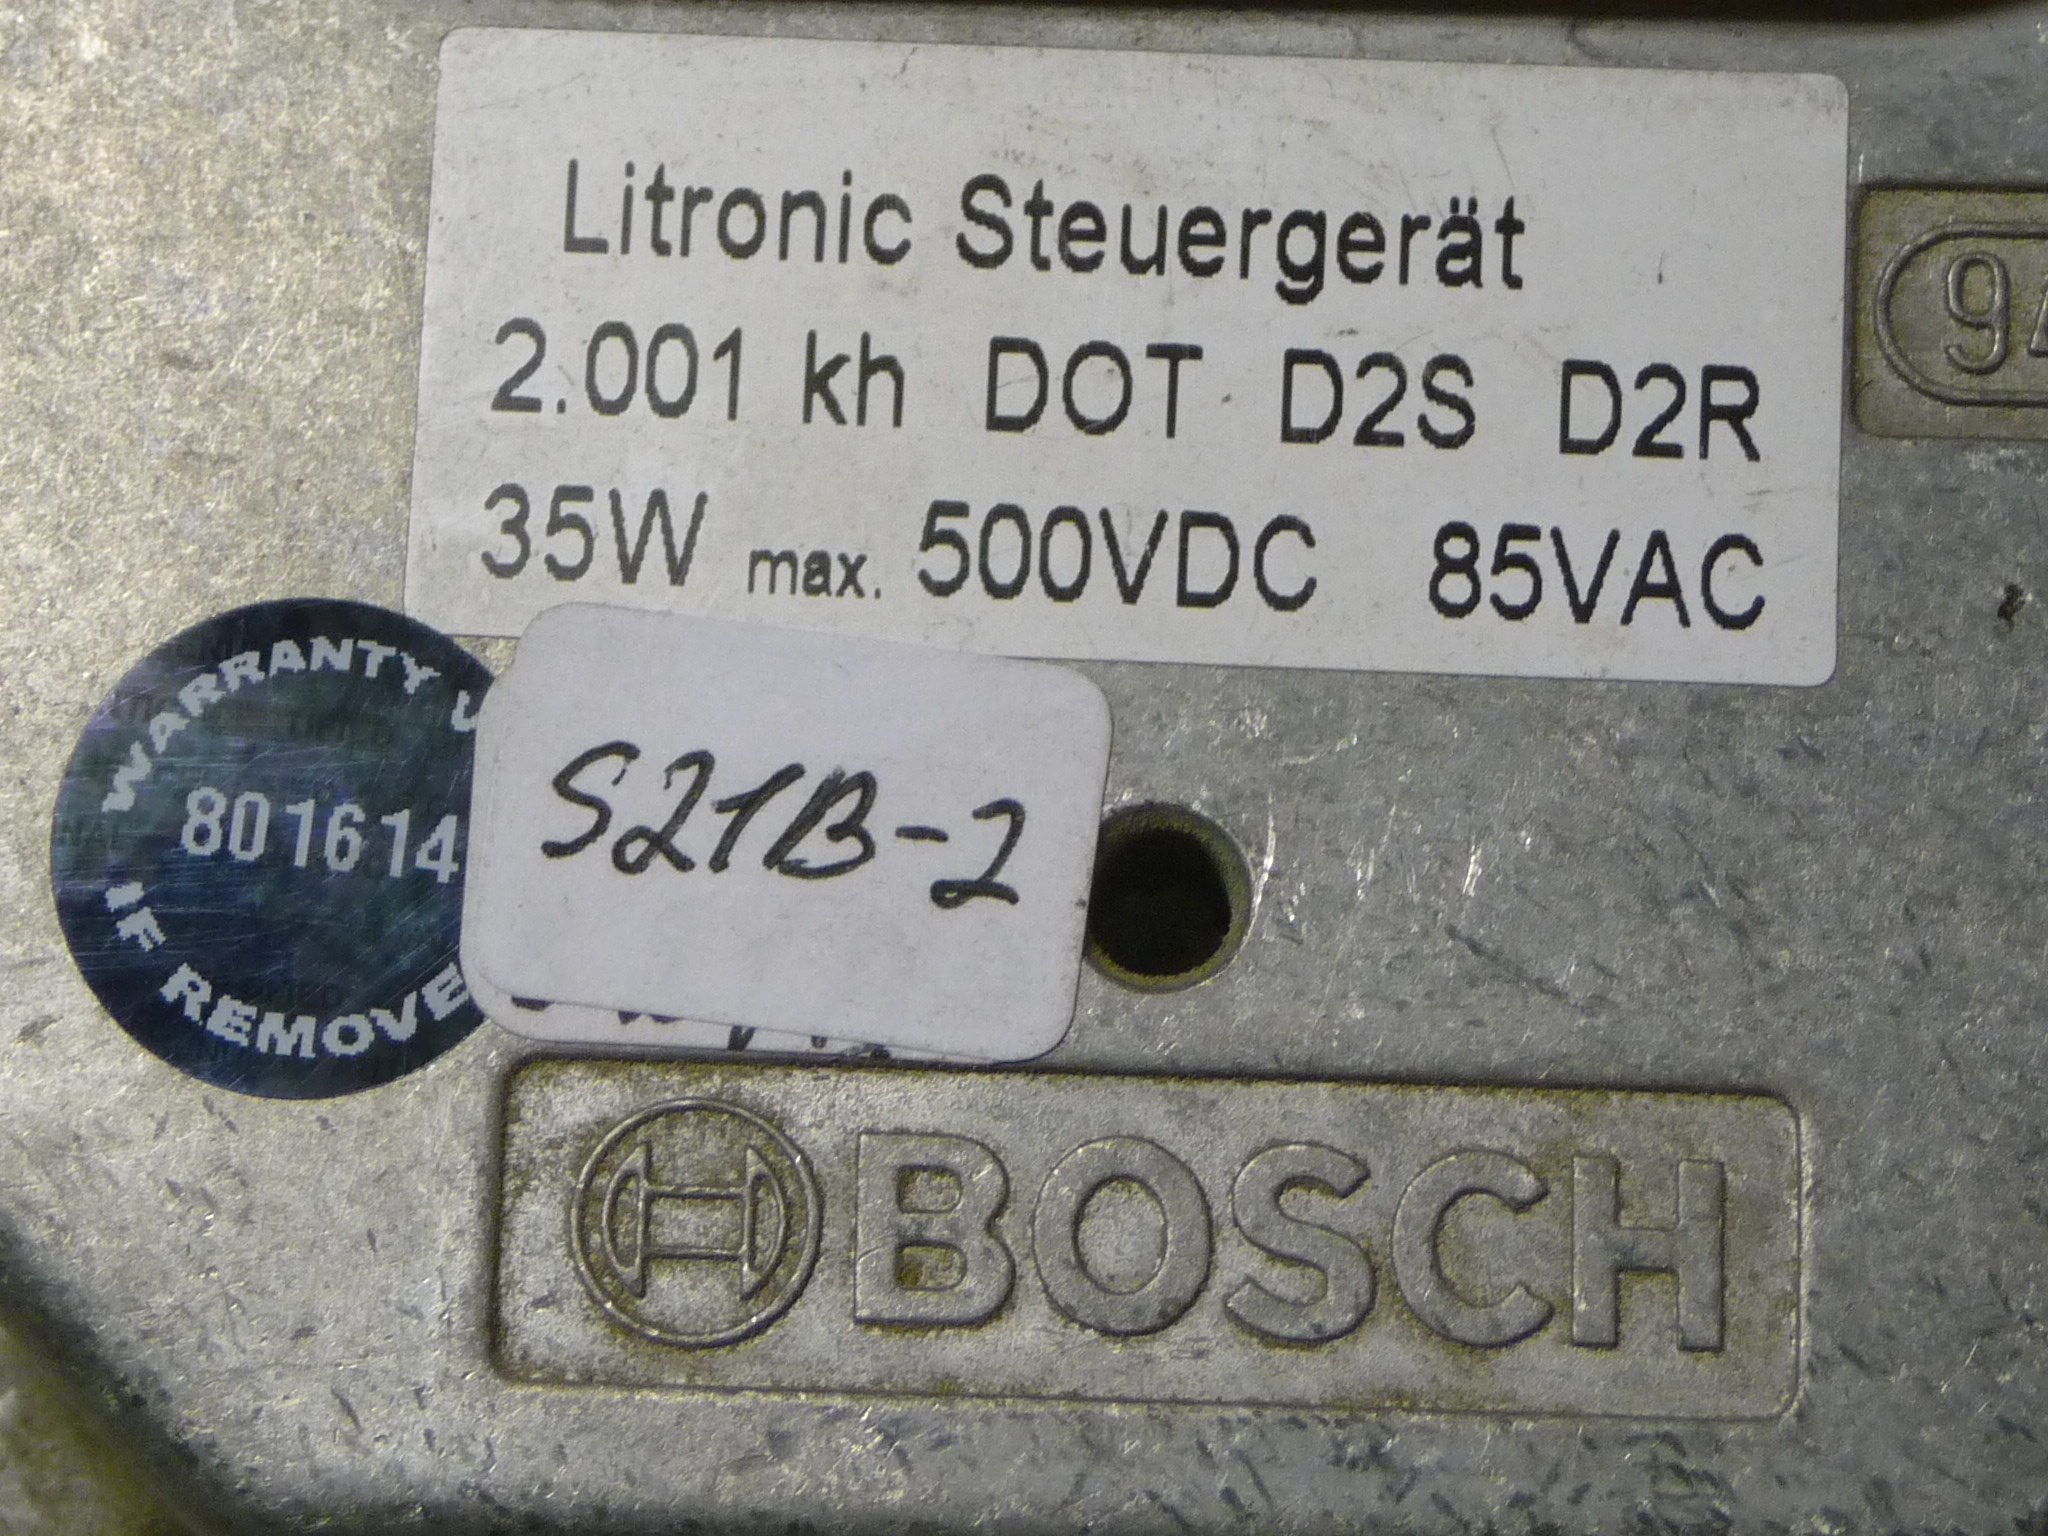 Litronic Steuergerät
2.001 kh DOT D2S D2R
35W max. 500VDC 85VAC
WARRANTY
801614
IF REMOVE
S21B-2
BOSCH